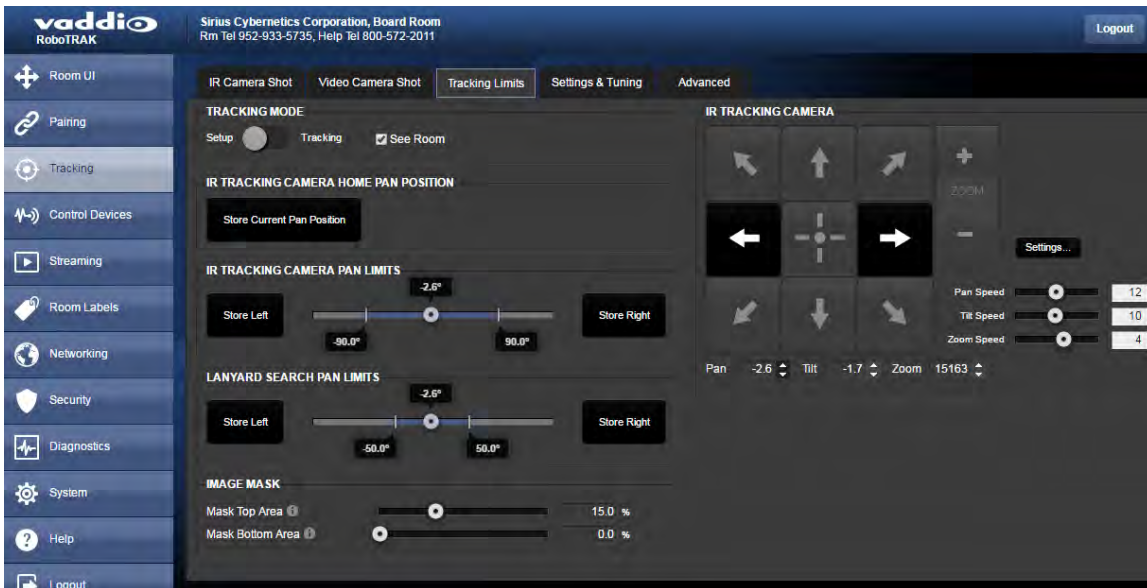 vaddio
RoboTRAK
Sirius Cybernetics Corporation, Board Room
Rm Tel 952-933-5735, Help Tel 800-572-2011
Logout
Room UI
Pairing
Tracking
Control Devices
Streaming
Room Labels
Networking
Security
Diagnostics
System
Help
Logout
IR Camera Shot Video Camera Shot Tracking Limits Settings & Tuning Advanced
TRACKING MODE
Setup Tracking See Room
IR TRACKING CAMERA HOME PAN POSITION
Store Current Pan Position
IR TRACKING CAMERA PAN LIMITS
-2.6°
Store Left Store Right
-90.0° 90.0°
LANYARD SEARCH PAN LIMITS
-2.6°
Store Left Store Right
-50.0° 50.0°
IMAGE MASK
Mask Top Area 15.0 %
Mask Bottom Area 0.0 %
IR TRACKING CAMERA
+
ZOOM
-
Settings...
Pan Speed 12
Tilt Speed 10
Zoom Speed 4
Pan -2.6 Tilt -1.7 Zoom 15163